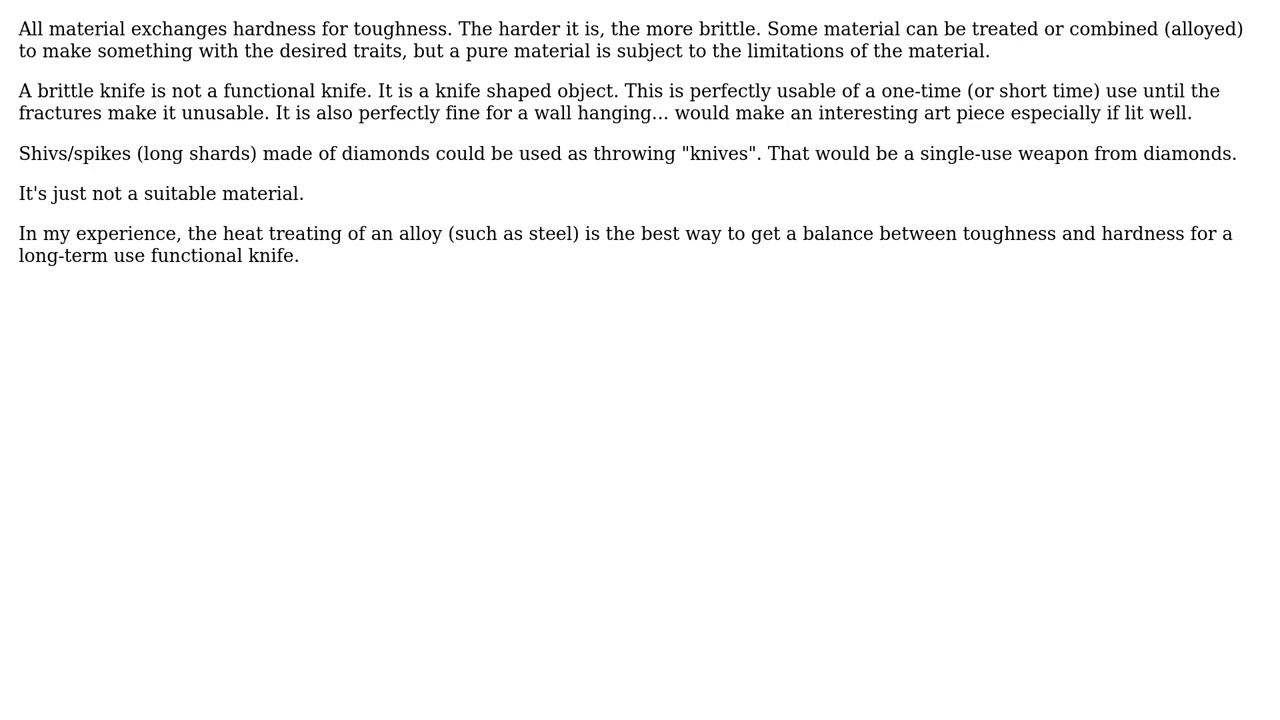 All material exchanges hardness for toughness. The harder it is, the more brittle. Some material can be treated or combined (alloyed)
to make something with the desired traits, but a pure material is subject to the limitations of the material.
A brittle knife is not a functional knife. It is a knife shaped object. This is perfectly usable of a one-time (or short time) use until the
fractures make it unusable. It is also perfectly fine for a wall hanging... would make an interesting art piece especially if lit well.
Shivs/spikes (long shards) made of diamonds could be used as throwing "knives". That would be a single-use weapon from diamonds.
It's just not a suitable material.
In my experience, the heat treating of an alloy (such as steel) is the best way to get a balance between toughness and hardness for a
long-term use functional knife.